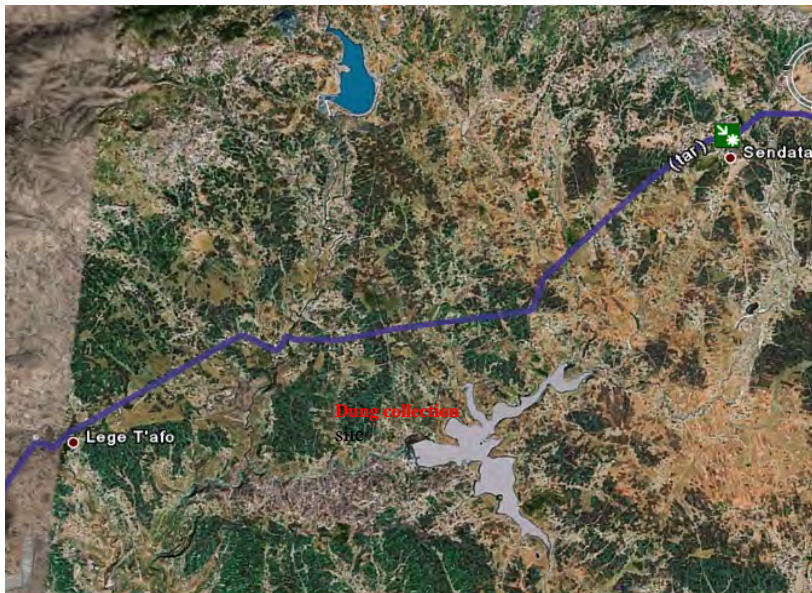 (tar)
Sendata
Dung collection
site
Lege T'afo